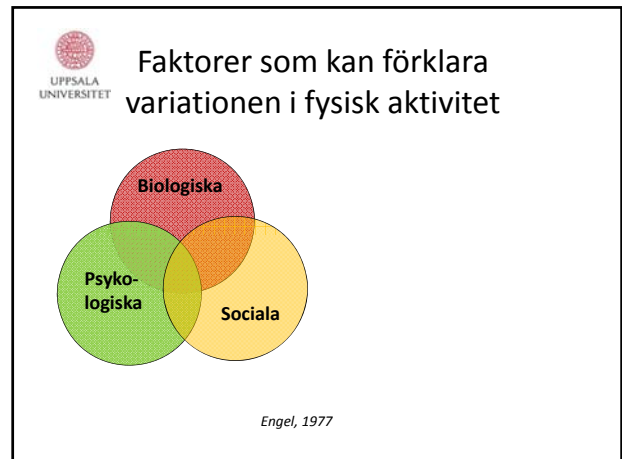 UPPSALA
UNIVERSITET
Faktorer som kan förklara
variationen i fysisk aktivitet
Biologiska
Psyko-
logiska
Sociala
Engel, 1977